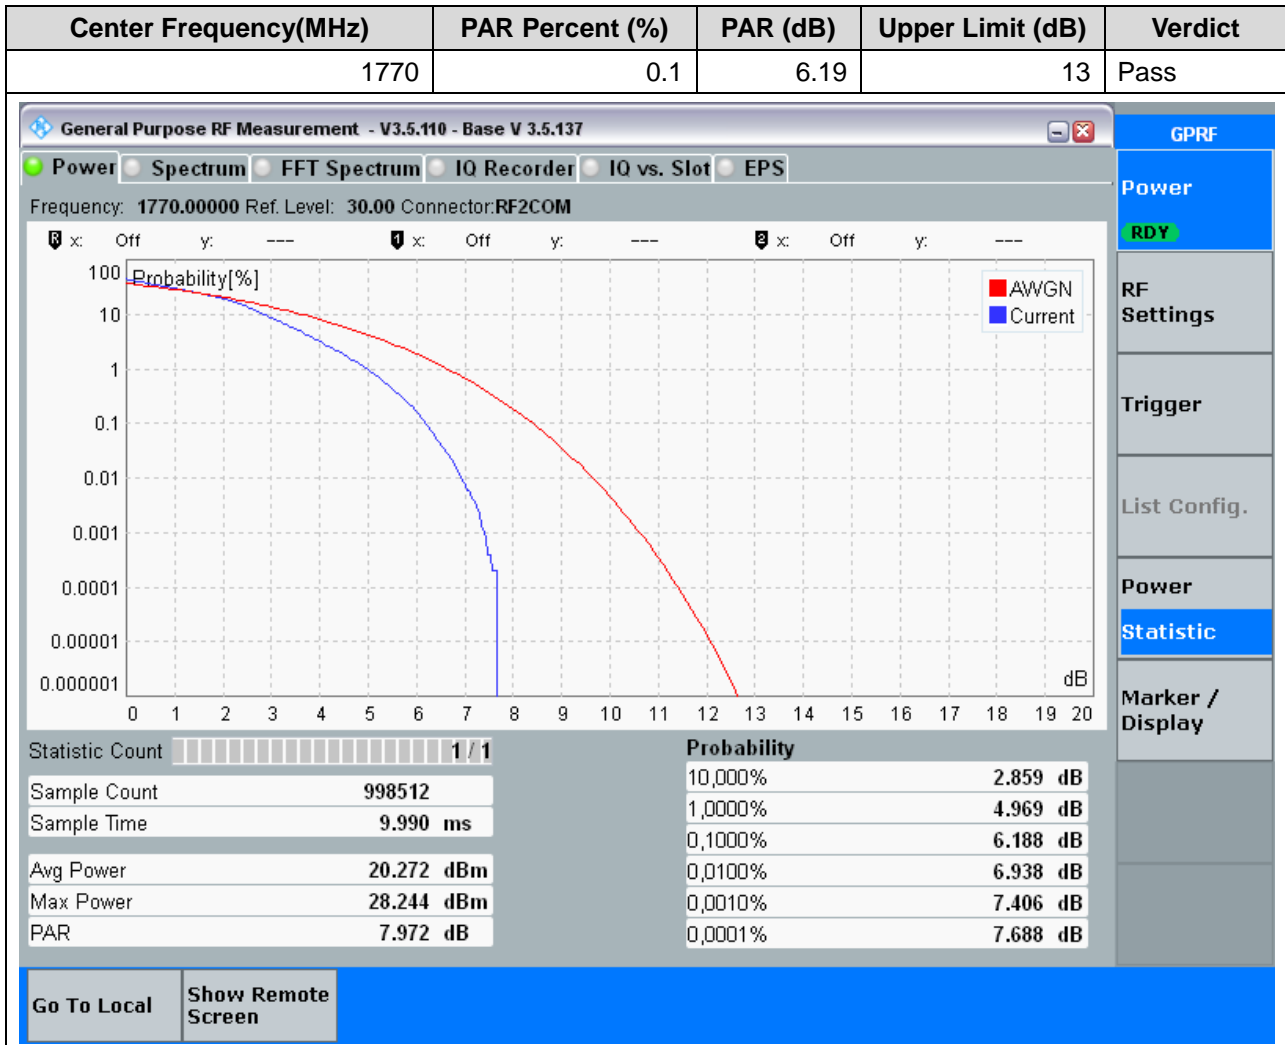 Center Frequency(MHz) PAR Percent (%) PAR (dB) Upper Limit (dB) Verdict
1770 0.1 6.19 13 Pass
General Purpose RF Measurement - V3.5.110 - Base V 3.5.137
GPRF
Power Spectrum FFT Spectrum IQ Recorder IQ vs. Slot EPS
Power
RDY
Frequency: 1770.00000 Ref. Level: 30.00 Connector:RF2COM
R x: Off y: --- 1 x: Off y: --- 2 x: Off y: ---
Probability[%]
AWGN
Current
100
10
1
0.1
0.01
0.001
0.0001
0.00001
0.000001
dB
0 1 2 3 4 5 6 7 8 9 10 11 12 13 14 15 16 17 18 19 20
RF
Settings
Trigger
List Config.
Power
Statistic
Marker /
Display
Statistic Count 1 / 1
Sample Count 998512
Sample Time 9.990 ms
Avg Power 20.272 dBm
Max Power 28.244 dBm
PAR 7.972 dB
Probability
10,000% 2.859 dB
1,0000% 4.969 dB
0,1000% 6.188 dB
0,0100% 6.938 dB
0,0010% 7.406 dB
0,0001% 7.688 dB
Go To Local
Show Remote
Screen